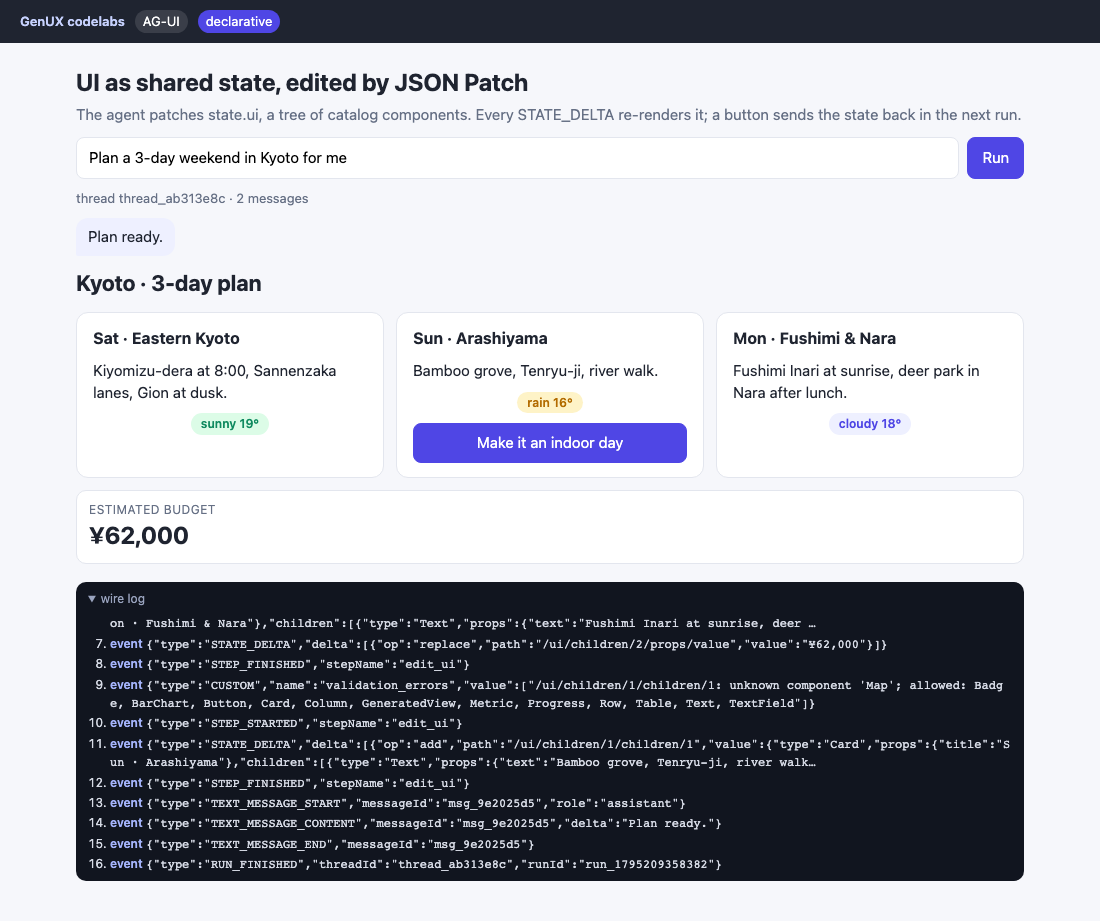 GenUX codelabs AG-UI declarative
UI as shared state, edited by JSON Patch
The agent patches state.ui, a tree of catalog components. Every STATE_DELTA re-renders it; a button sends the state back in the next run.
Plan a 3-day weekend in Kyoto for me
Run
thread thread_ab313e8c · 2 messages
Plan ready.
Kyoto · 3-day plan
Sat · Eastern Kyoto
Kiyomizu-dera at 8:00, Sannenzaka
lanes, Gion at dusk.
sunny 19°
Sun · Arashiyama
Bamboo grove, Tenryu-ji, river walk.
rain 16°
Make it an indoor day
Mon · Fushimi & Nara
Fushimi Inari at sunrise, deer park in
Nara after lunch.
cloudy 18°
ESTIMATED BUDGET
¥62,000
▼ wire log
on · Fushimi & Nara"},"children":[{"type":"Text","props":{"text":"Fushimi Inari at sunrise, deer …
7. event {"type":"STATE_DELTA","delta":[{"op":"replace","path":"/ui/children/2/props/value","value":"¥62,000"}]}
8. event {"type":"STEP_FINISHED","stepName":"edit_ui"}
9. event {"type":"CUSTOM","name":"validation_errors","value":["/ui/children/1/children/1: unknown component 'Map'; allowed: Badg
e, BarChart, Button, Card, Column, GeneratedView, Metric, Progress, Row, Table, Text, TextField"]}
10. event {"type":"STEP_STARTED","stepName":"edit_ui"}
11. event {"type":"STATE_DELTA","delta":[{"op":"add","path":"/ui/children/1/children/1","value":{"type":"Card","props":{"title":"S
un · Arashiyama"},"children":[{"type":"Text","props":{"text":"Bamboo grove, Tenryu-ji, river walk…
12. event {"type":"STEP_FINISHED","stepName":"edit_ui"}
13. event {"type":"TEXT_MESSAGE_START","messageId":"msg_9e2025d5","role":"assistant"}
14. event {"type":"TEXT_MESSAGE_CONTENT","messageId":"msg_9e2025d5","delta":"Plan ready."}
15. event {"type":"TEXT_MESSAGE_END","messageId":"msg_9e2025d5"}
16. event {"type":"RUN_FINISHED","threadId":"thread_ab313e8c","runId":"run_1795209358382"}